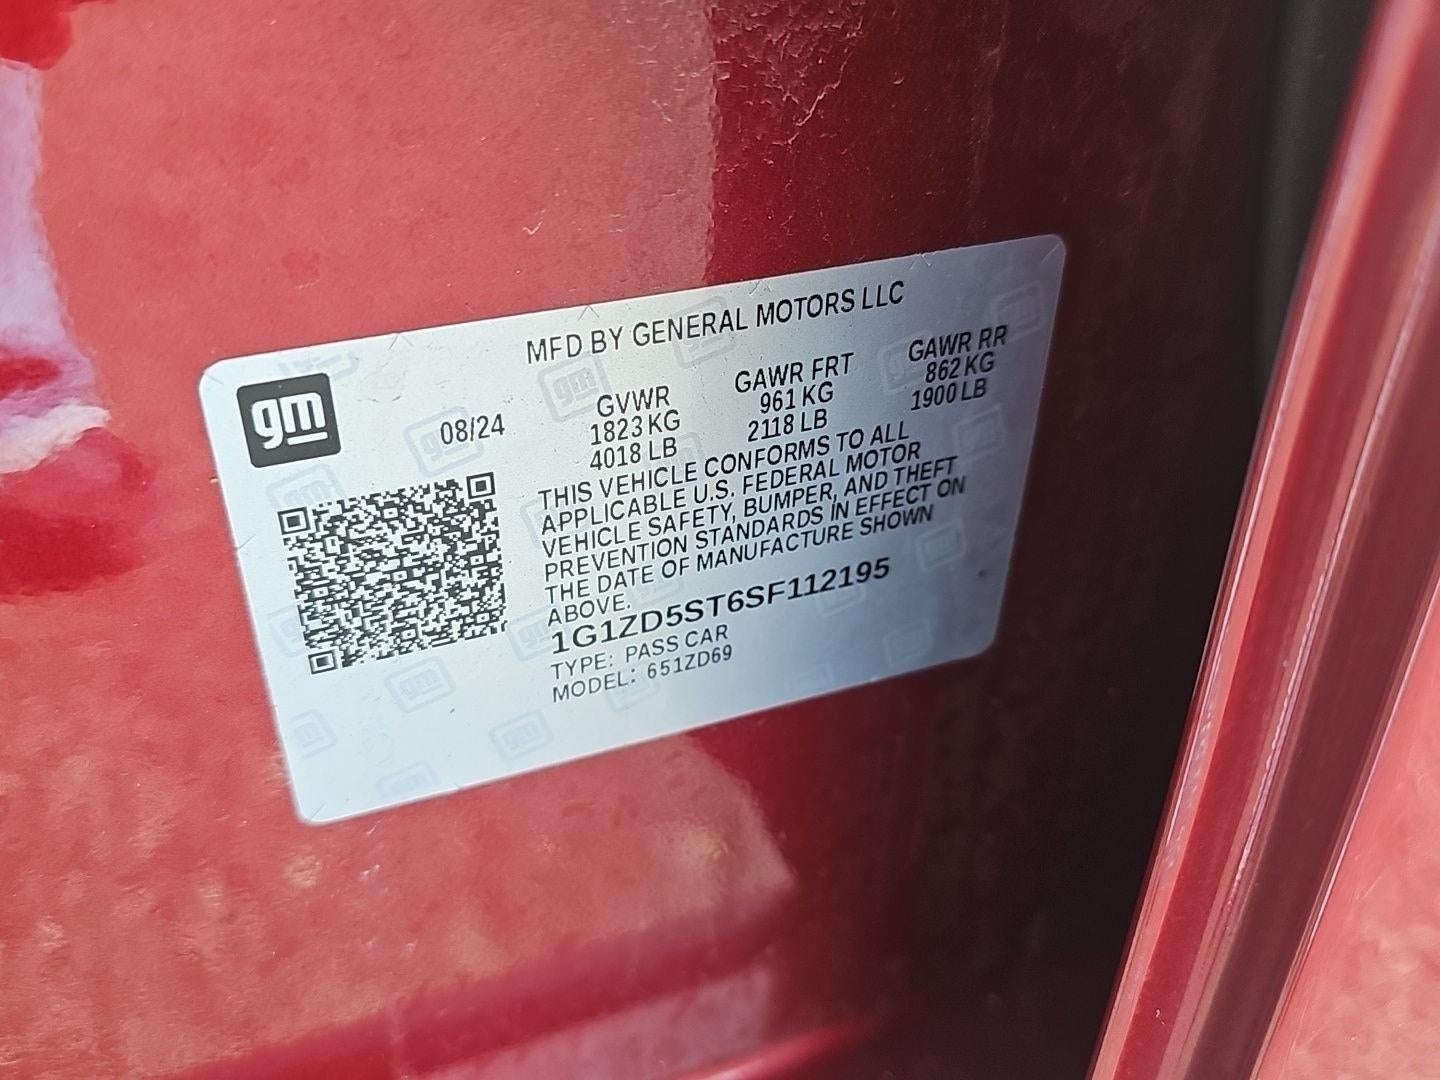 MFD BY GENERAL MOTORS LLC
gm
08/24
GVWR
1823 KG
4018 LB
GAWR FRT
961 KG
2118 LB
GAWR RR
862 KG
1900 LB
THIS VEHICLE CONFORMS TO ALL
APPLICABLE U.S. FEDERAL MOTOR
VEHICLE SAFETY, BUMPER, AND THEFT
PREVENTION STANDARDS IN EFFECT ON
THE DATE OF MANUFACTURE SHOWN
ABOVE.
1G1ZD5ST6SF112195
TYPE: PASS CAR
MODEL: 651ZD69